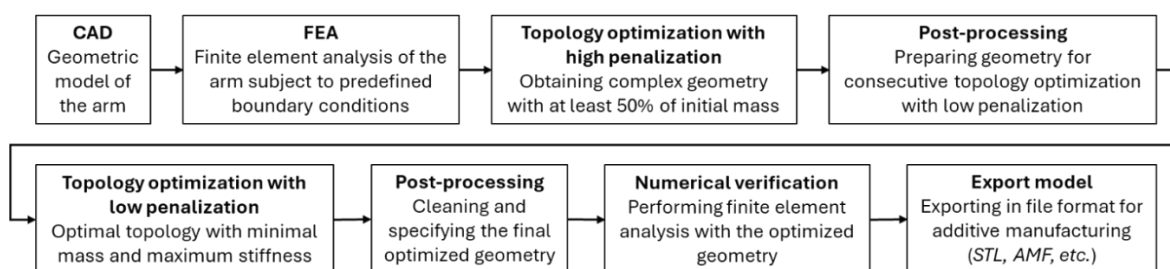 CAD
Geometric
model of
the arm
FEA
Finite element analysis of the
arm subject to predefined
boundary conditions
Topology optimization with
high penalization
Obtaining complex geometry
with at least 50% of initial mass
Post-processing
Preparing geometry for
consecutive topology optimization
with low penalization
Topology optimization with
low penalization
Optimal topology with minimal
mass and maximum stiffness
Post-processing
Cleaning and
specifying the final
optimized geometry
Numerical verification
Performing finite element
analysis with the optimized
geometry
Export model
Exporting in file format for
additive manufacturing
(STL, AMF, etc.)